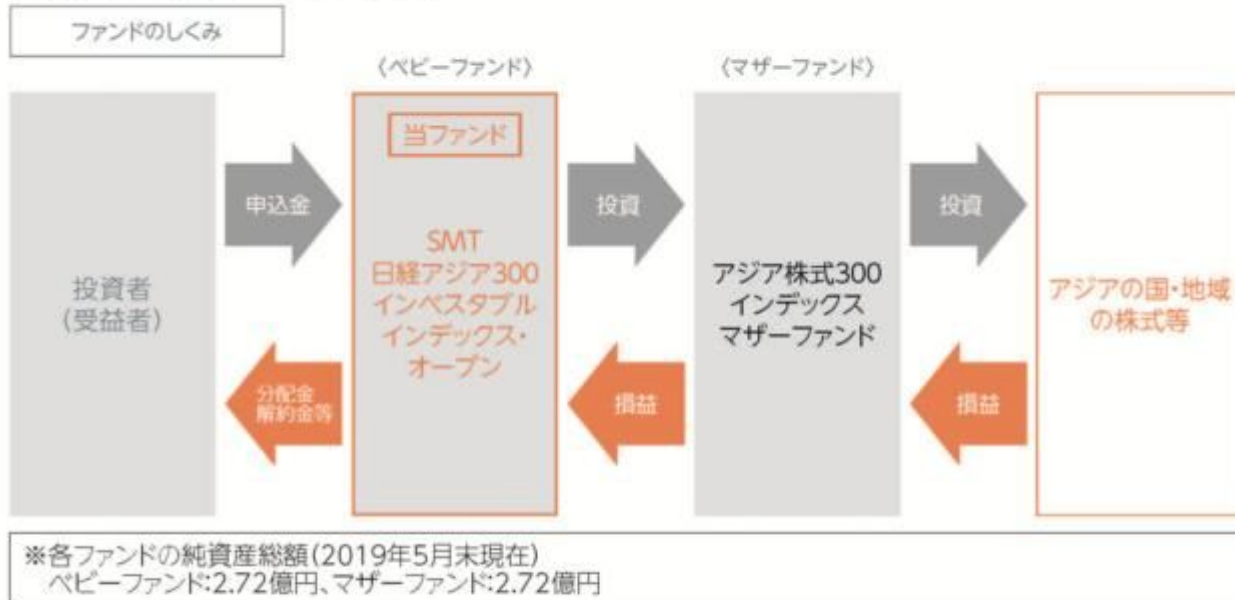 ファンドのしくみ
〈ベビーファンド〉
〈マザーファンド〉
投資者
(受益者)
申込金
分配金
解約金等
当ファンド
SMT
日経アジア300
インベスタブル
インデックス・
オープン
投資
損益
アジア株式300
インデックス
マザーファンド
投資
損益
アジアの国・地域
の株式等
※各ファンドの純資産総額(2019年5月末現在)
ベビーファンド:2.72億円、マザーファンド:2.72億円